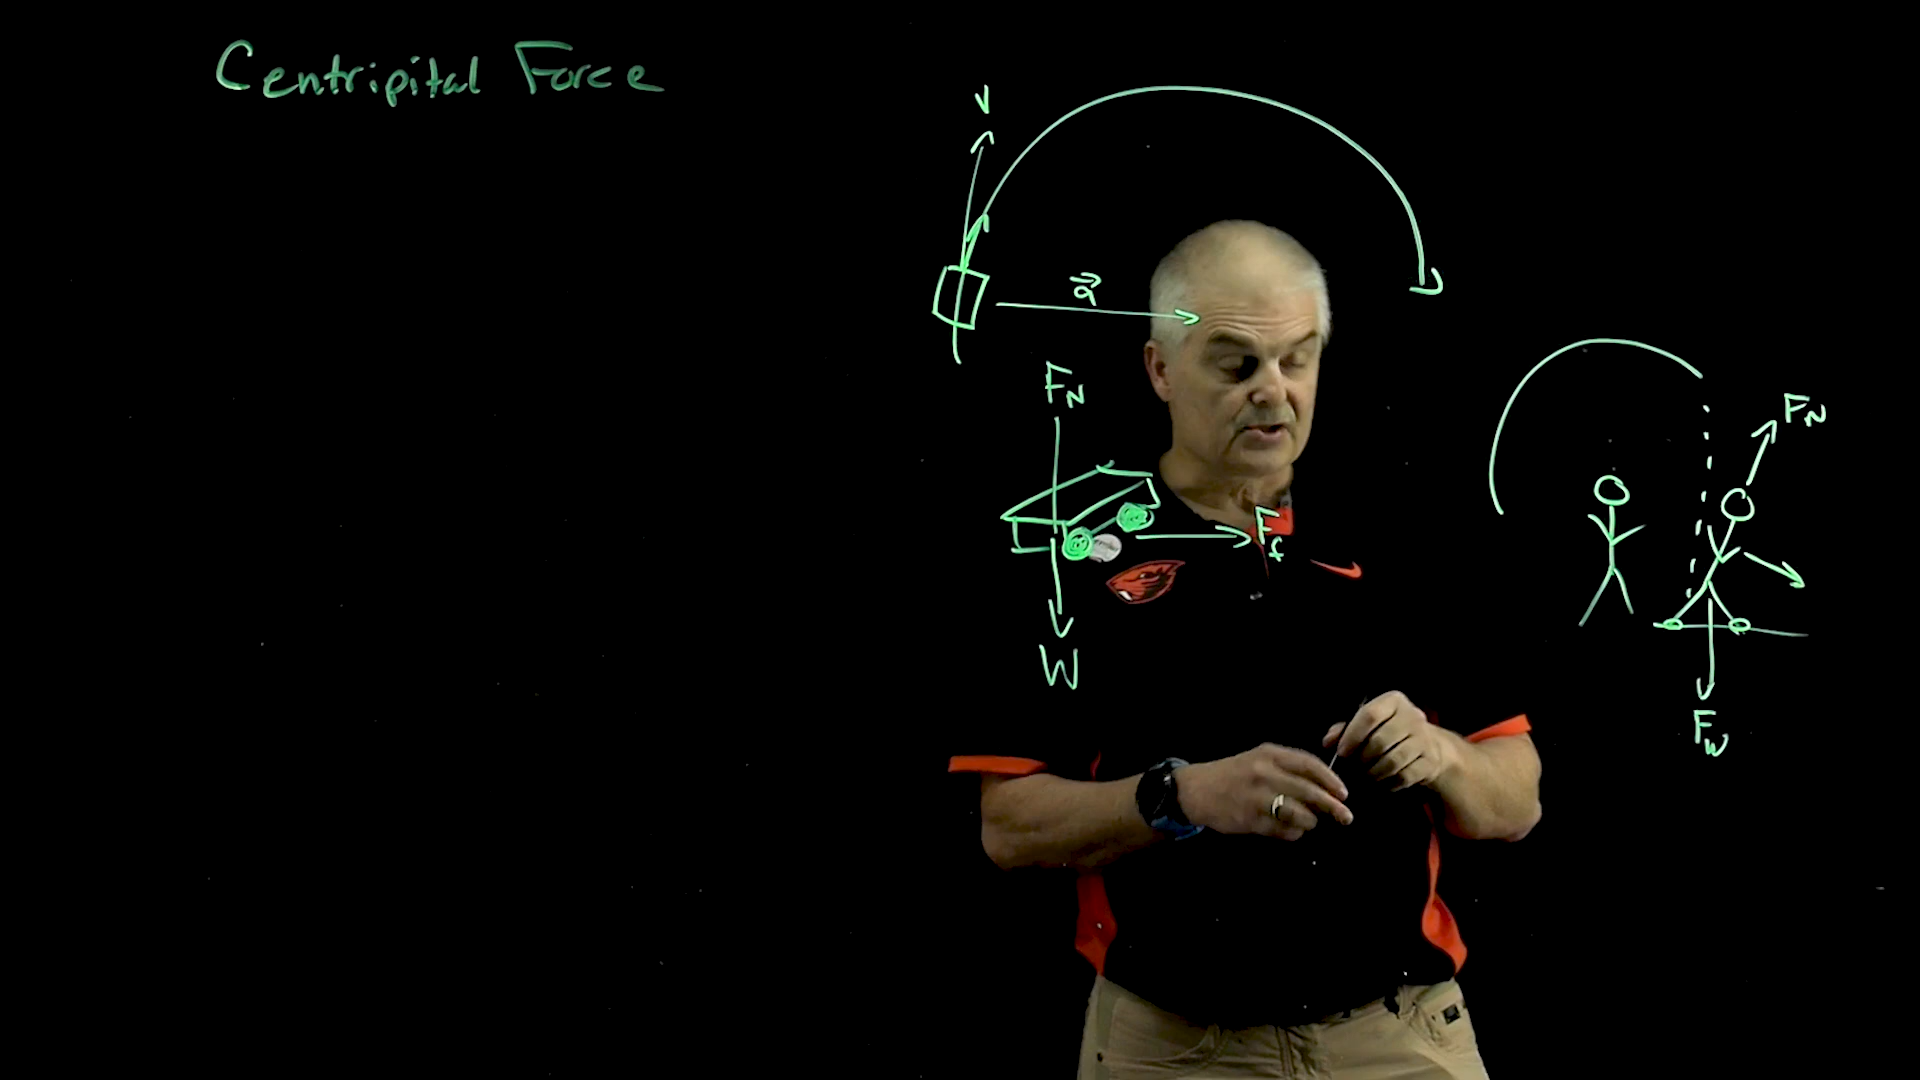 Centripital Force
v
a
F_N
F_f
W
F_N
F_W